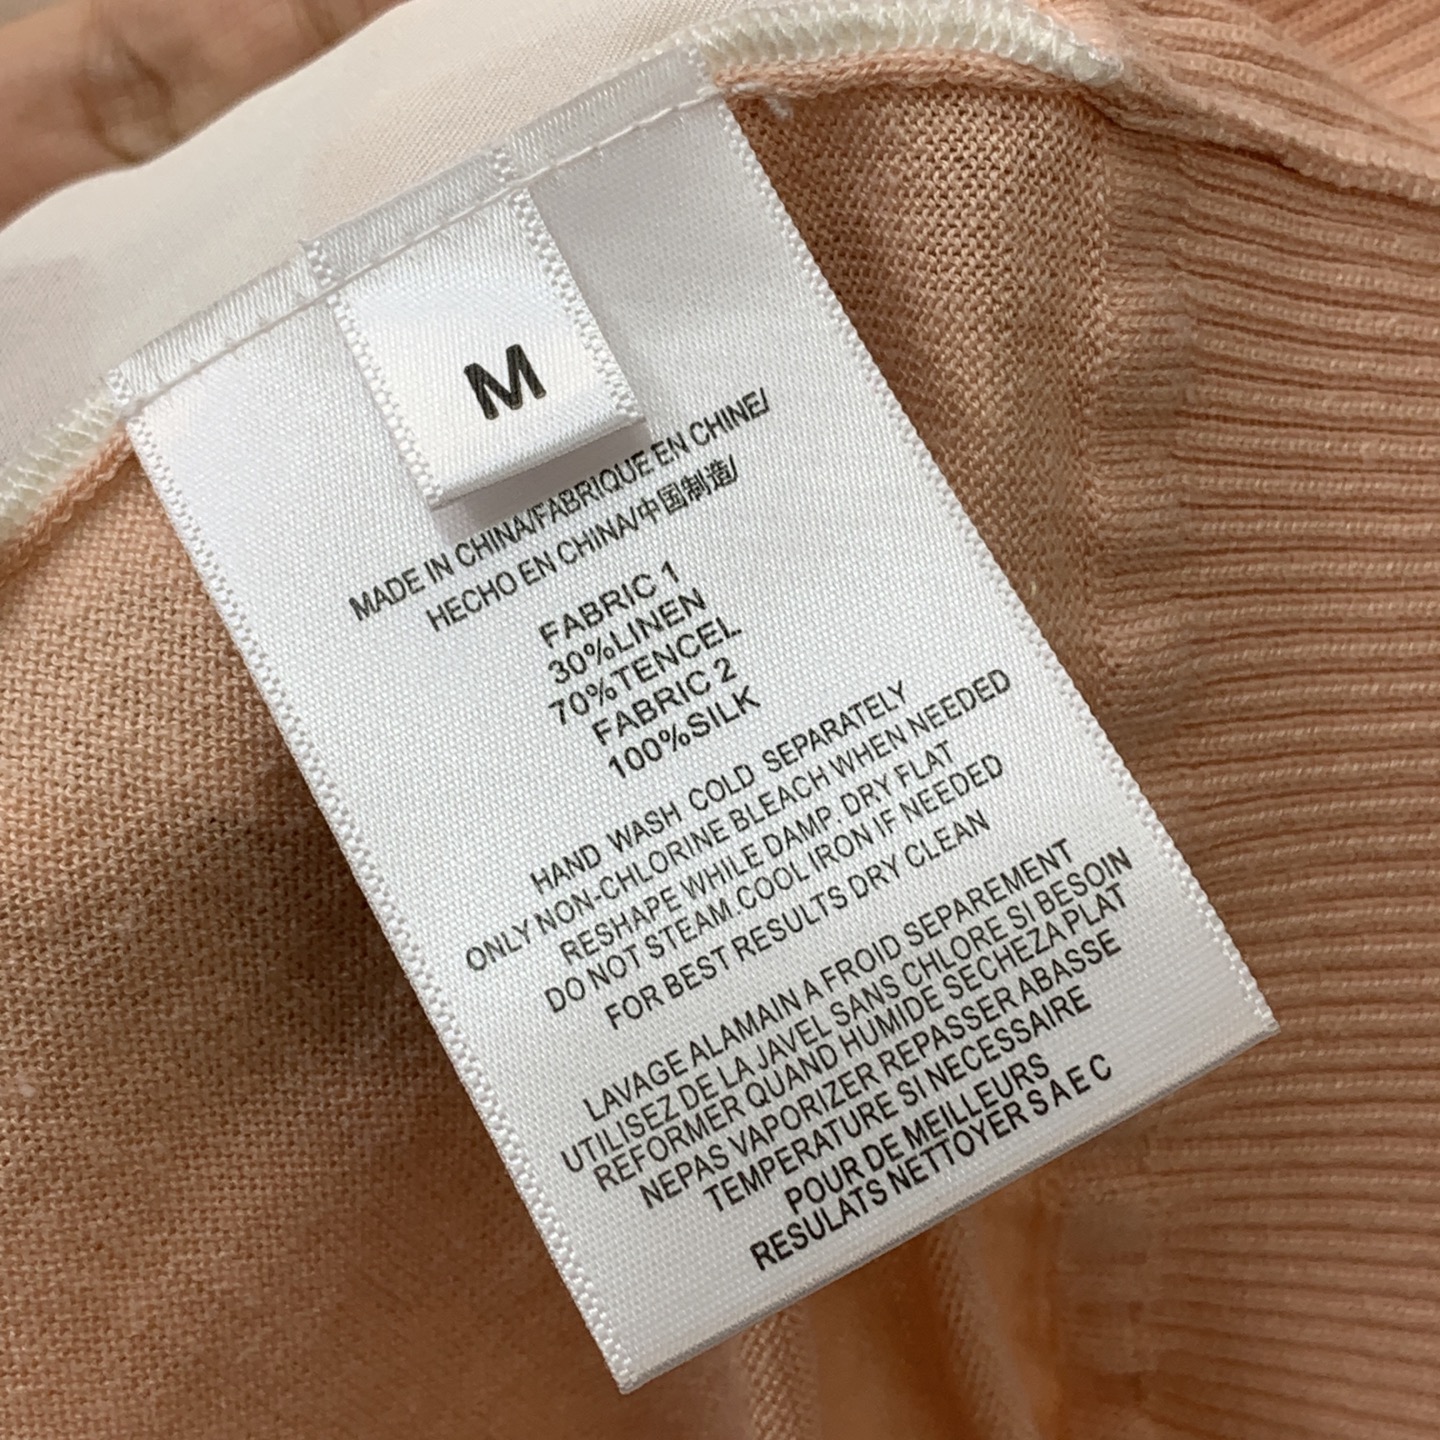 M
MADE IN CHINA/FABRIQUE EN CHINE/
HECHO EN CHINA/中国制造/
FABRIC 1
30%LINEN
70%TENCEL
FABRIC 2
100%SILK
HAND WASH COLD SEPARATELY
ONLY NON-CHLORINE BLEACH WHEN NEEDED
RESHAPE WHILE DAMP. DRY FLAT
DO NOT STEAM.COOL IRON IF NEEDED
FOR BEST RESULTS DRY CLEAN
LAVAGE ALAMAIN A FROID SEPAREMENT
UTILISEZ DE LA JAVEL SANS CHLORE SI BESOIN
REFORMER QUAND HUMIDE SECHEZA PLAT
NEPAS VAPORIZER REPASSER ABASSE
TEMPERATURE SI NECESSAIRE
POUR DE MEILLEURS
RESULATS NETTOYER S A E C